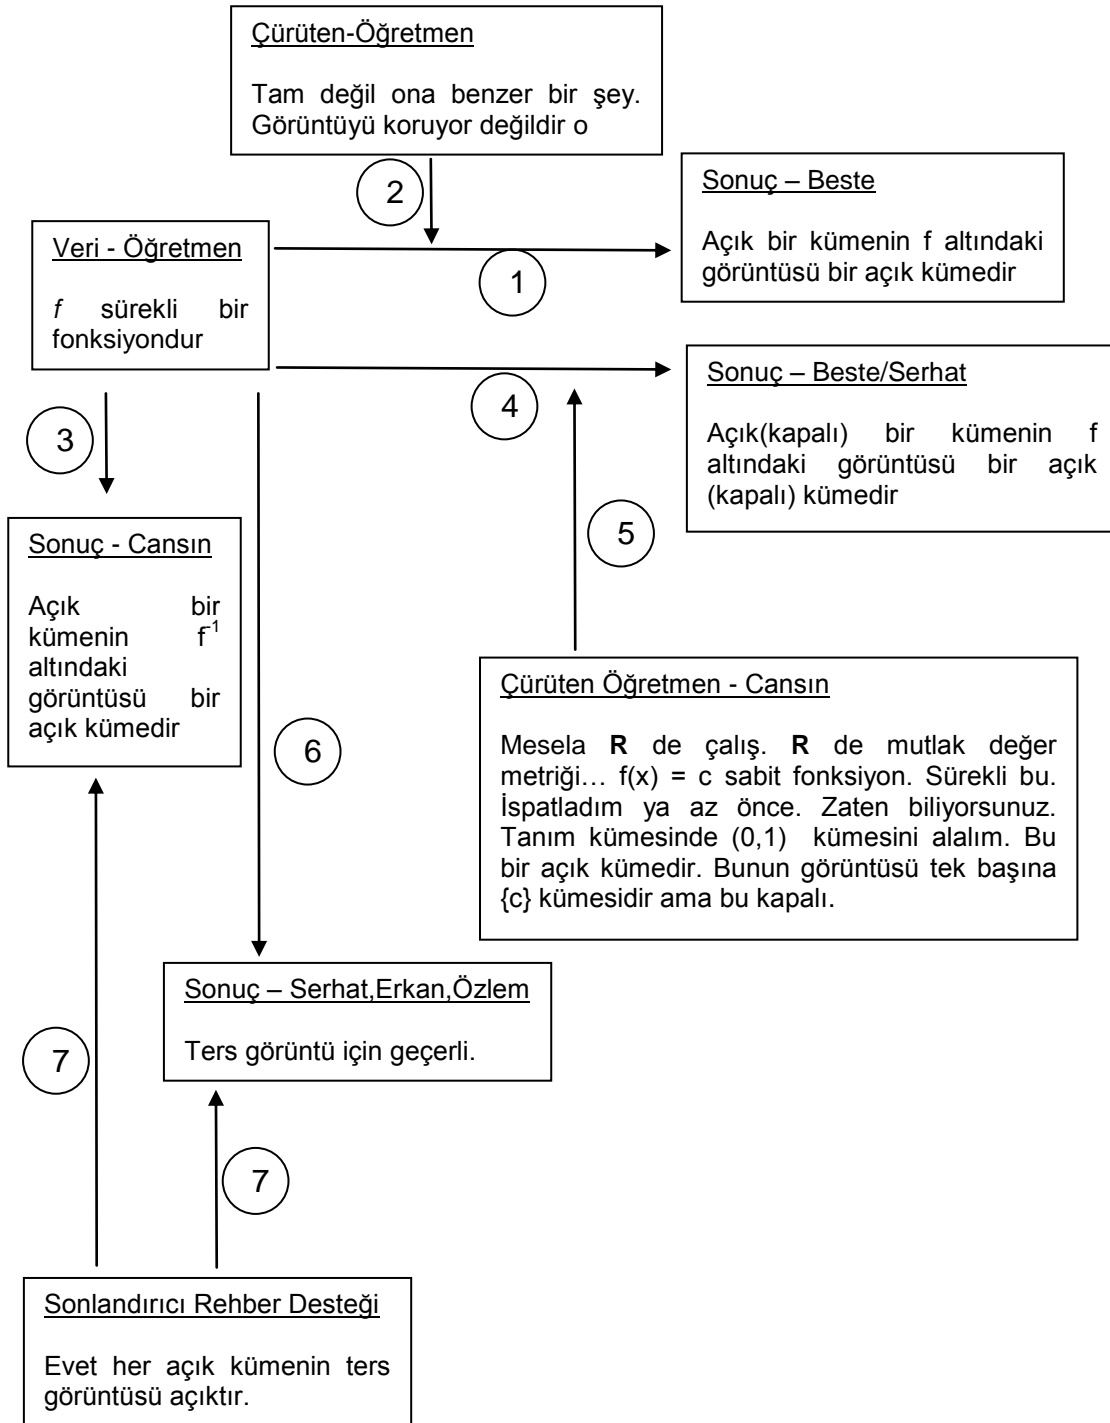 Çürüten-Öğretmen
Tam değil ona benzer bir şey.
Görüntüyü koruyor değildir o
2
Sonuç – Beste
Açık bir kümenin f altındaki
görüntüsü bir açık kümedir
Veri - Öğretmen
f sürekli bir
fonksiyondur
1
Sonuç – Beste/Serhat
Açık(kapalı) bir kümenin f
altındaki görüntüsü bir açık
(kapalı) kümedir
4
3
5
Sonuç - Cansın
Açık bir
kümenin f-1
altındaki
görüntüsü bir
açık kümedir
Çürüten Öğretmen - Cansın
Mesela R de çalış. R de mutlak değer
metriği… f(x) = c sabit fonksiyon. Sürekli bu.
İspatladım ya az önce. Zaten biliyorsunuz.
Tanım kümesinde (0,1) kümesini alalım. Bu
bir açık kümedir. Bunun görüntüsü tek başına
{c} kümesidir ama bu kapalı.
6
Sonuç – Serhat,Erkan,Özlem
Ters görüntü için geçerli.
7
7
Sonlandırıcı Rehber Desteği
Evet her açık kümenin ters
görüntüsü açıktır.